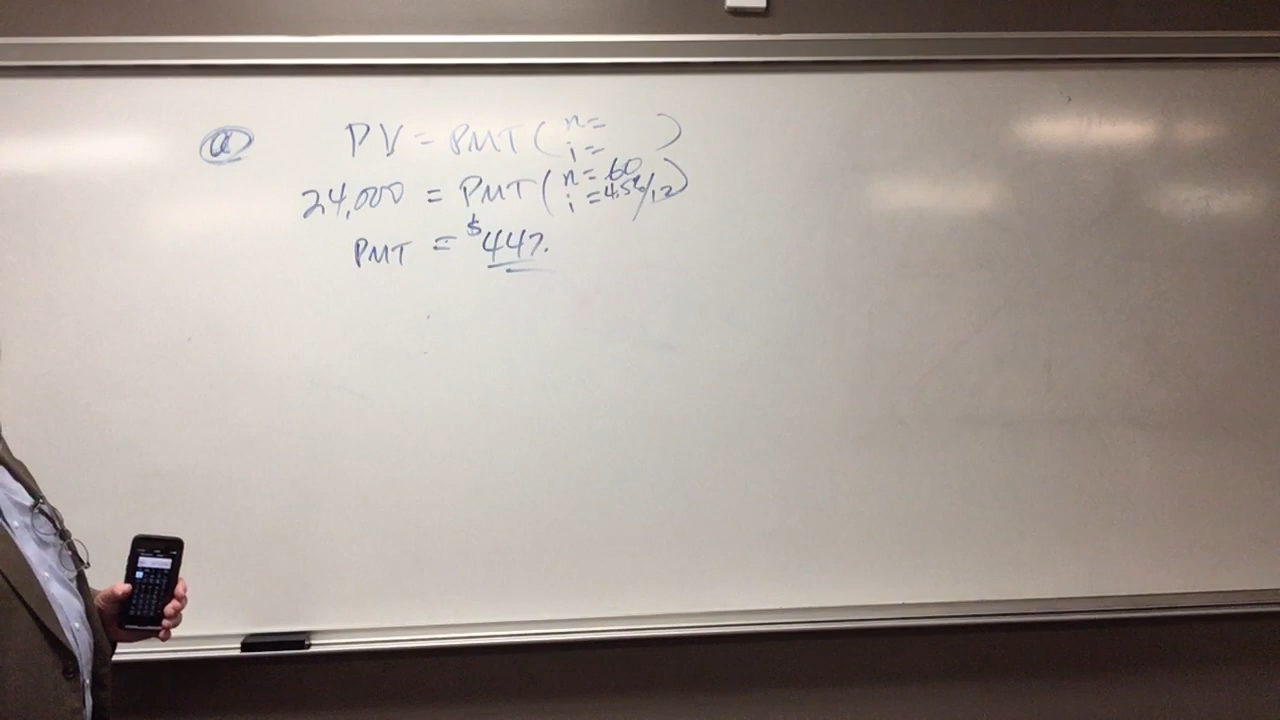 a PV = PMT ( n= i= )
24,000 = PMT ( n = 60 i = 4.5%/12 )
PMT = $447.